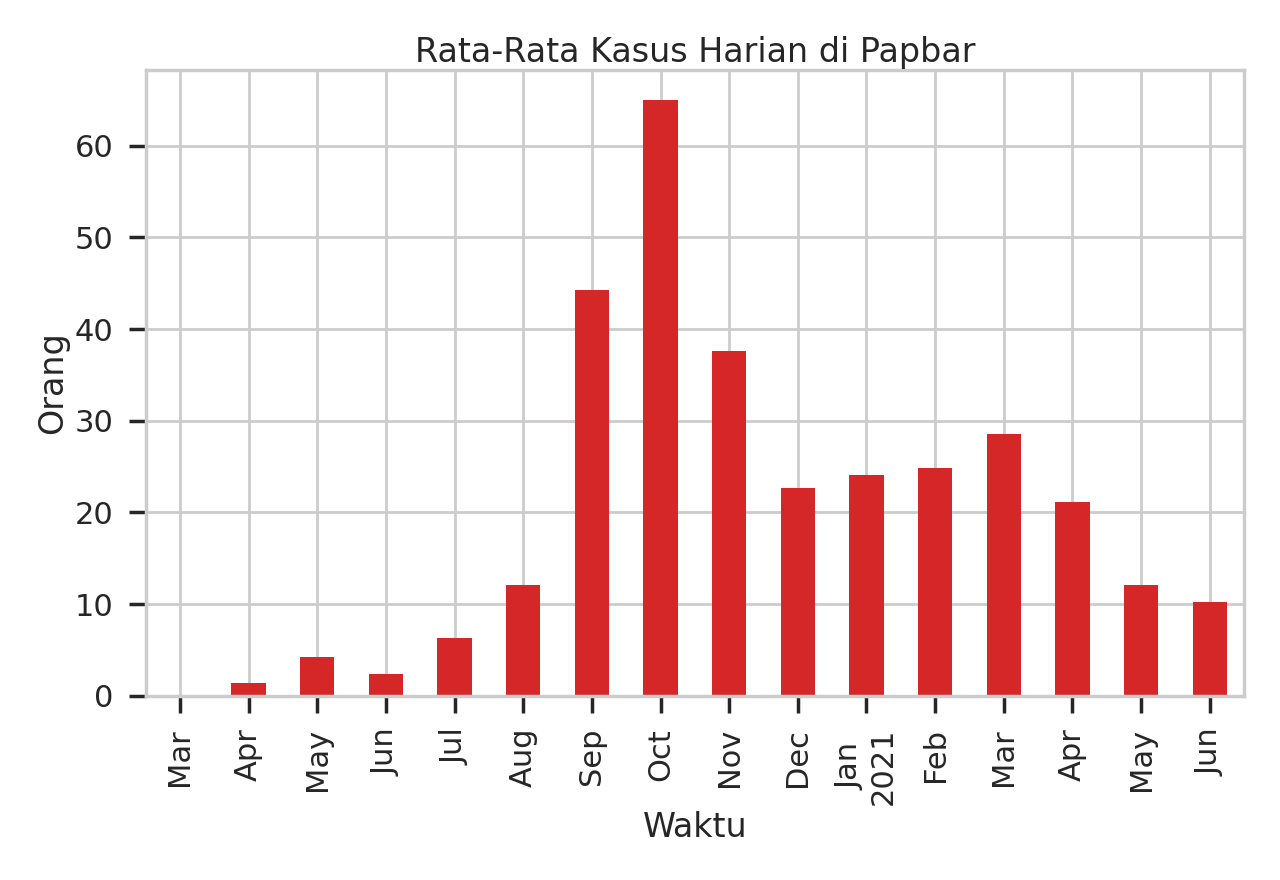 Rata-Rata Kasus Harian di Papbar
60
50
40
30
20
10
0
Orang
Mar
Apr
May
Jun
Jul
Aug
Sep
Oct
Nov
Dec
Jan
2021
Feb
Mar
Apr
May
Jun
Waktu